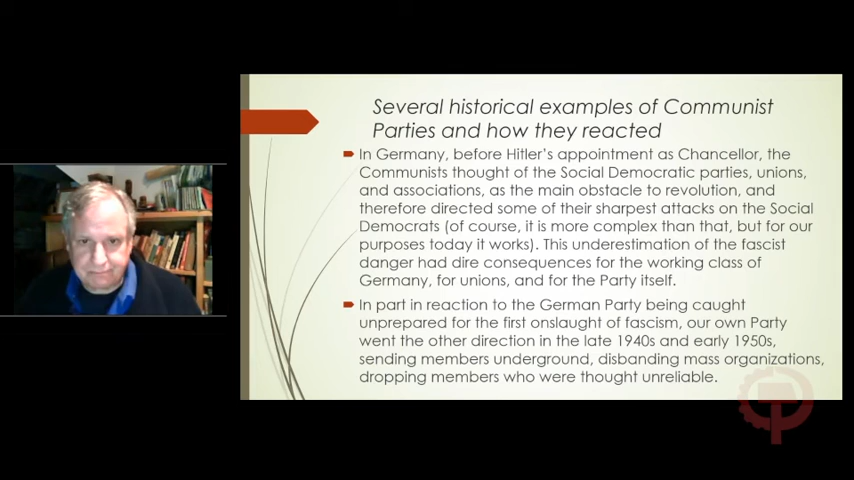 Several historical examples of Communist
Parties and how they reacted
In Germany, before Hitler's appointment as Chancellor, the
Communists thought of the Social Democratic parties, unions,
and associations, as the main obstacle to revolution, and
therefore directed some of their sharpest attacks on the Social
Democrats (of course, it is more complex than that, but for our
purposes today it works). This underestimation of the fascist
danger had dire consequences for the working class of
Germany, for unions, and for the Party itself.
In part in reaction to the German Party being caught
unprepared for the first onslaught of fascism, our own Party
went the other direction in the late 1940s and early 1950s,
sending members underground, disbanding mass organizations,
dropping members who were thought unreliable.